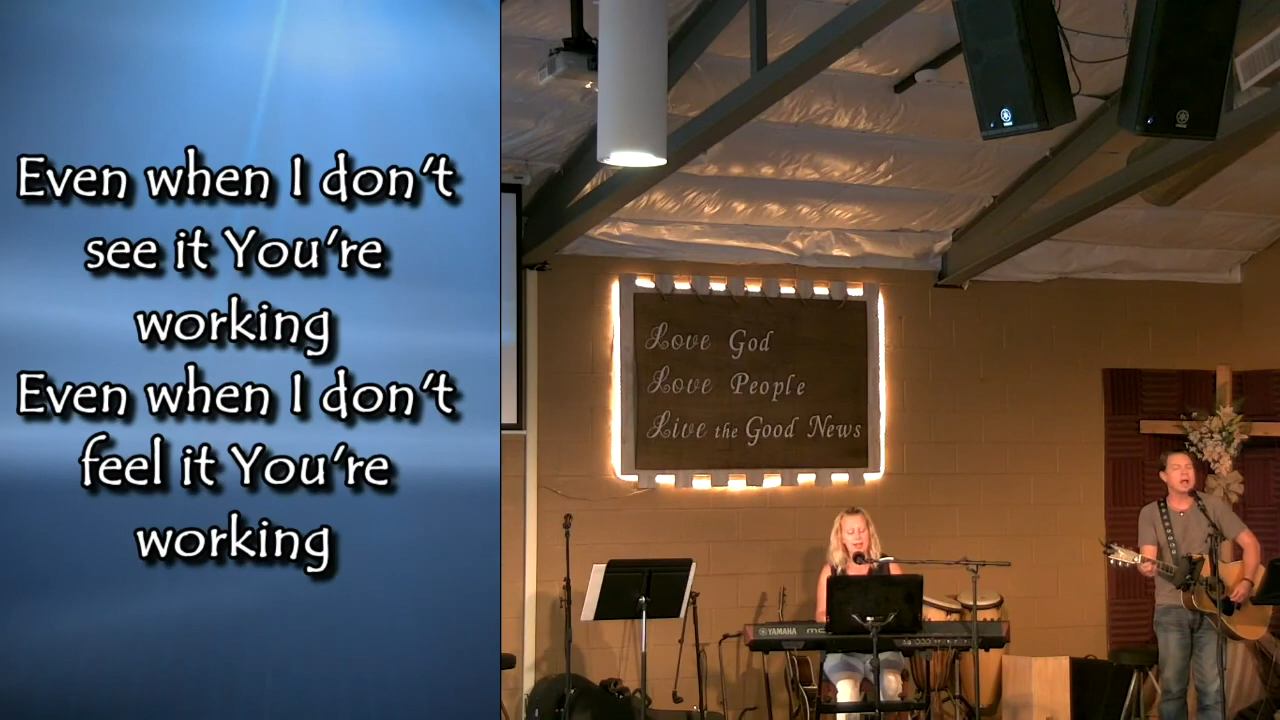 Even when I don't
see it You're
working
Even when I don't
feel it You're
working
Love God
Love People
Live the Good News
YAMAHA